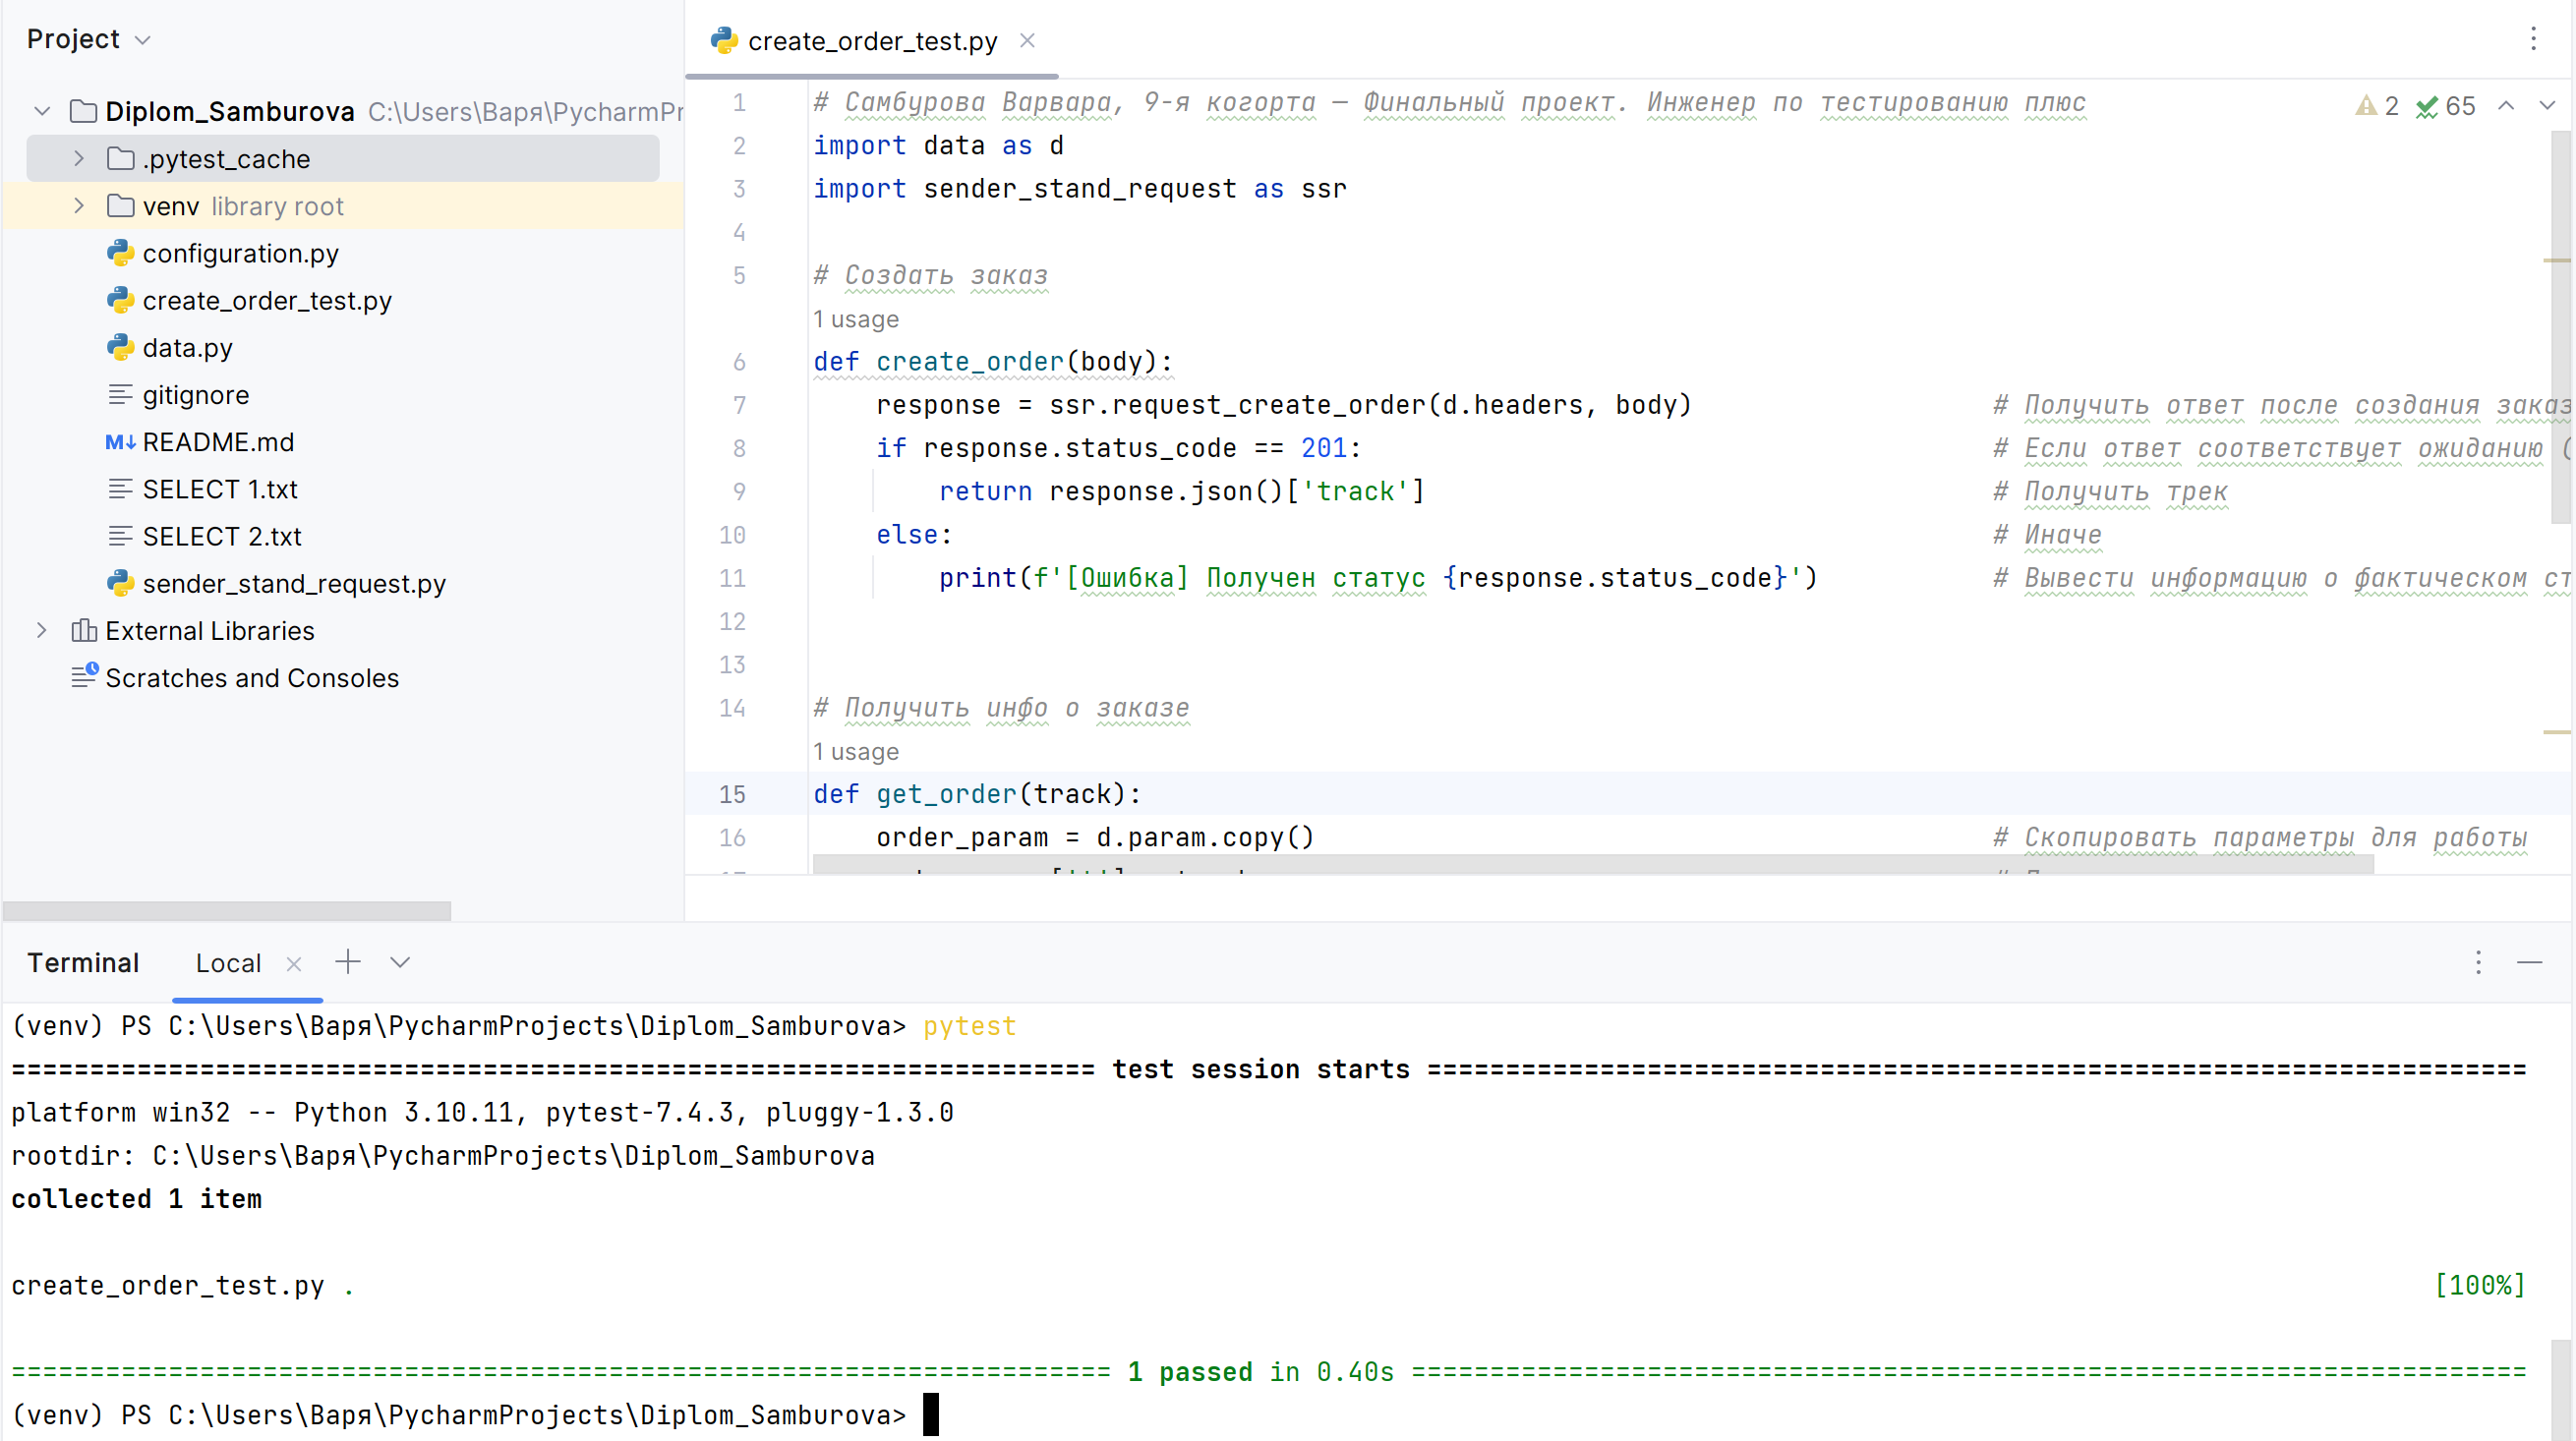 Project
Diplom_Samburova C:\Users\Варя\PycharmPr
.pytest_cache
venv library root
configuration.py
create_order_test.py
data.py
gitignore
README.md
SELECT 1.txt
SELECT 2.txt
sender_stand_request.py
External Libraries
Scratches and Consoles
create_order_test.py
2 65
1 # Самбурова Варвара, 9-я когорта — Финальный проект. Инженер по тестированию плюс
2 import data as d
3 import sender_stand_request as ssr
4
5 # Создать заказ
1 usage
6 def create_order(body):
7 response = ssr.request_create_order(d.headers, body) # Получить ответ после создания заказ
8 if response.status_code == 201: # Если ответ соответствует ожиданию (
9 return response.json()['track'] # Получить трек
10 else: # Иначе
11 print(f'[Ошибка] Получен статус {response.status_code}') # Вывести информацию о фактическом ст
12
13
14 # Получить инфо о заказе
1 usage
15 def get_order(track):
16 order_param = d.param.copy() # Скопировать параметры для работы
Terminal Local
(venv) PS C:\Users\Варя\PycharmProjects\Diplom_Samburova> pytest
===================================================================== test session starts ======================================================================
platform win32 -- Python 3.10.11, pytest-7.4.3, pluggy-1.3.0
rootdir: C:\Users\Варя\PycharmProjects\Diplom_Samburova
collected 1 item
create_order_test.py . [100%]
====================================================================== 1 passed in 0.40s =======================================================================
(venv) PS C:\Users\Варя\PycharmProjects\Diplom_Samburova>